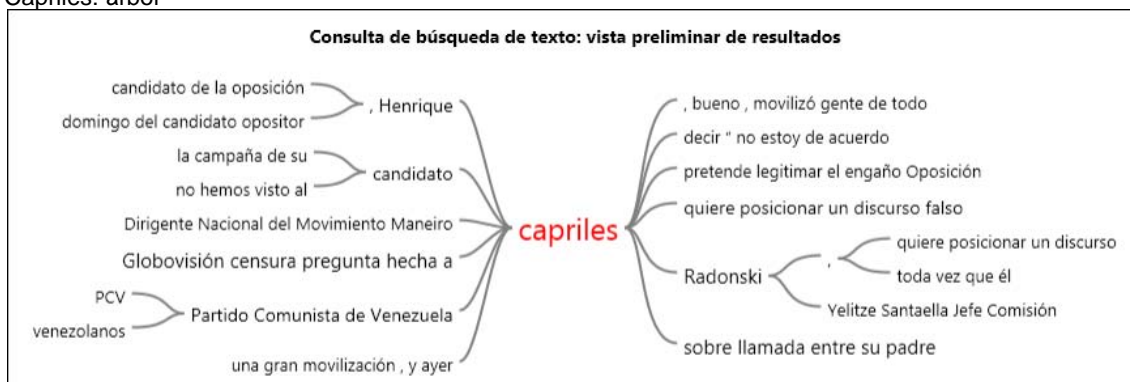 Capriles: árbol
Consulta de búsqueda de texto: vista preliminar de resultados
candidato de la oposición
domingo del candidato opositor
, Henrique
la campaña de su
no hemos visto al
candidato
Dirigente Nacional del Movimiento Maneiro
Globovisión censura pregunta hecha a
PCV
venezolanos
Partido Comunista de Venezuela
una gran movilización , y ayer
capriles
, bueno , movilizó gente de todo
decir " no estoy de acuerdo
pretende legitimar el engaño Oposición
quiere posicionar un discurso falso
Radonski
,
quiere posicionar un discurso
toda vez que él
Yelitze Santaella Jefe Comisión
sobre llamada entre su padre